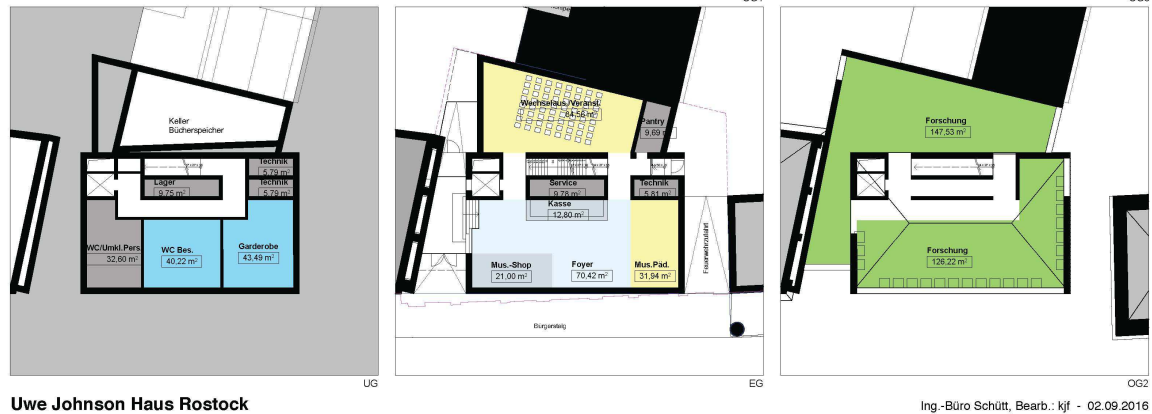 Keller
Bücherspeicher
Technik
5.79 m²
Technik
5.79 m²
Lager
9.75 m²
WC/Umkl.Pers.
32,60 m²
WC Bes.
40,22 m²
Garderobe
43,49 m²
UG
Wechselaus./Veranst.
84,56 m²
Pantry
9,69 m²
Service
9.78 m²
Technik
5,81 m²
Kasse
12,80 m²
Mus.-Shop
21,00 m²
Foyer
70,42 m²
Mus.Päd.
31,94 m²
Feuerwehrzufahrt
Bürgersteig
EG
Forschung
147,53 m²
Forschung
126,22 m²
OG2
Uwe Johnson Haus Rostock
Ing.-Büro Schütt, Bearb.: kjf - 02.09.2016